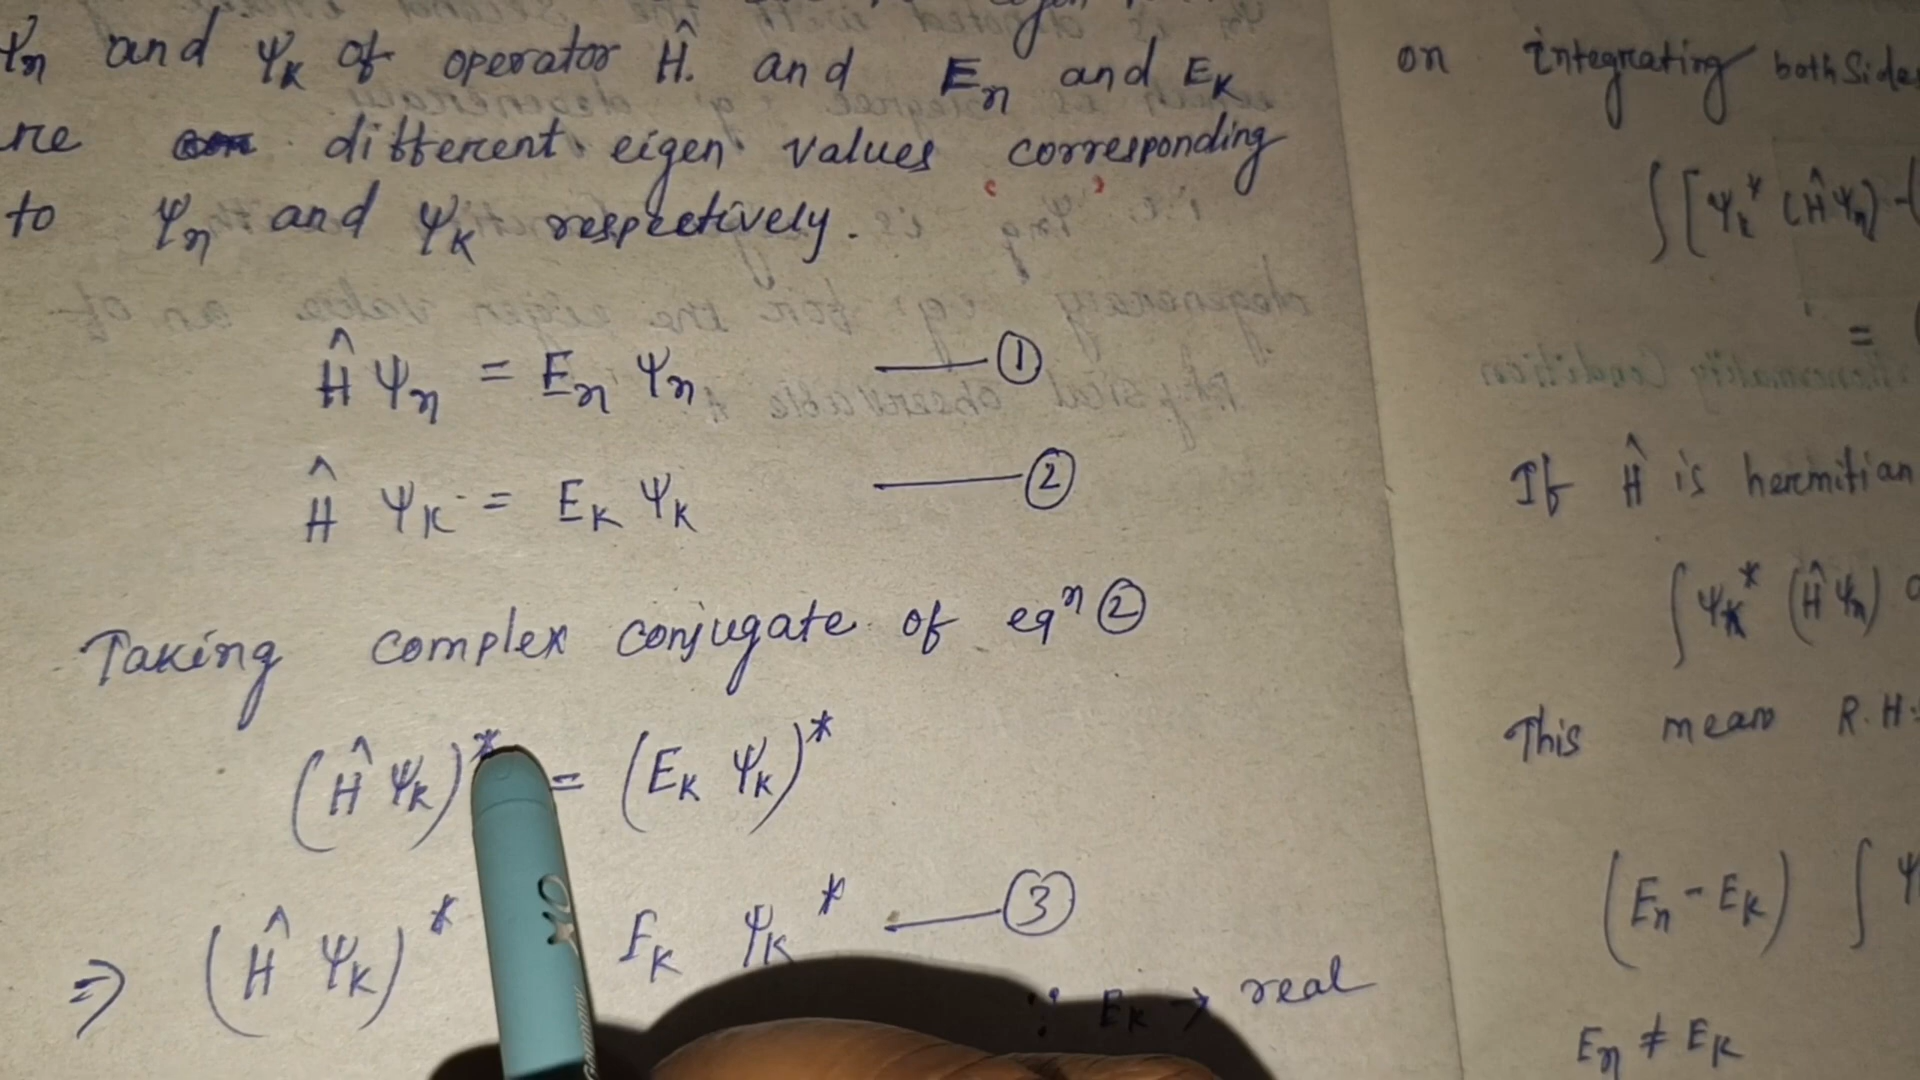 Ψn and Ψk of operator Ĥ. and En and Ek
different eigen values corresponding
to Ψn and Ψk respectively.
Ĥ Ψn = En Ψn —— ①
Ĥ Ψk = Ek Ψk —— ②
Taking complex conjugate of eqⁿ ②
(Ĥ Ψk)* = (Ek Ψk)*
⇒ (Ĥ Ψk)* Ek Ψk* —— ③
∵ Ek → real
on integrating both Side
∫[Ψk* (ĤΨn) -
=
If Ĥ is hermitian
∫ Ψk* (ĤΨn)
This mean R.H.
(En - Ek) ∫ Ψ
En ≠ Ek